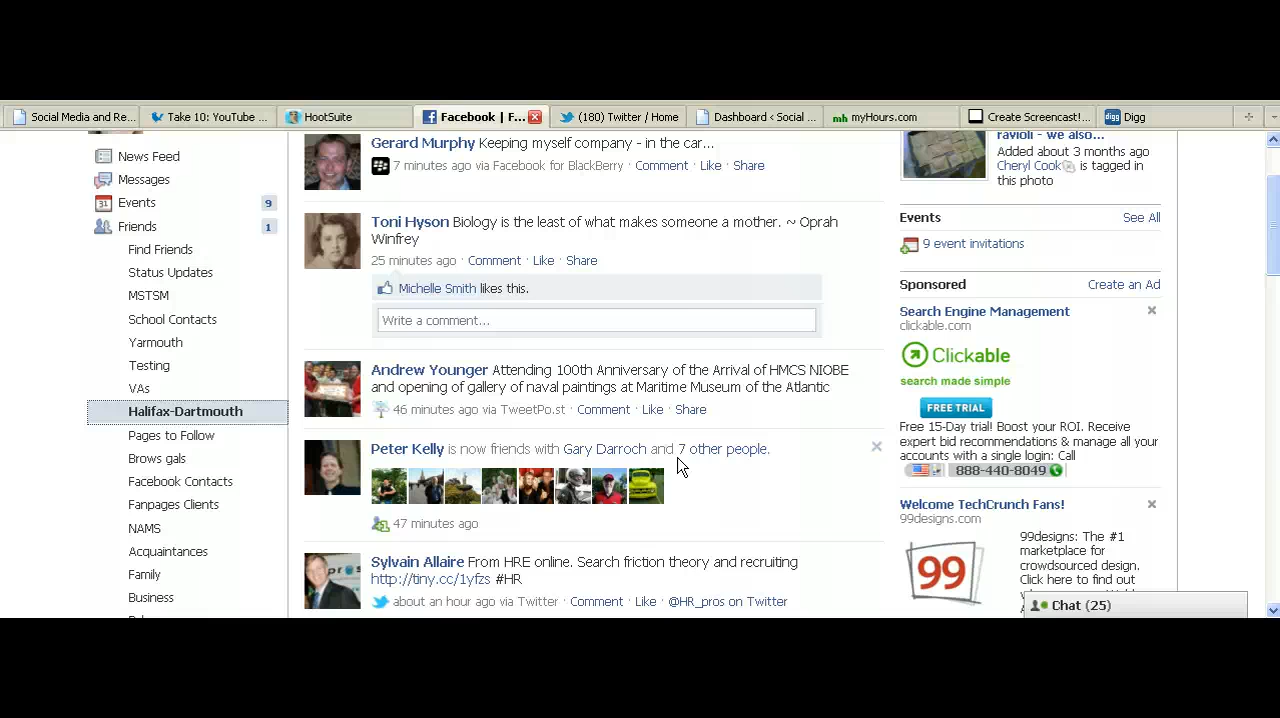 Social Media and Re...
Take 10: YouTube ...
HootSuite
Facebook | F...
(180) Twitter / Home
Dashboard < Social ...
mh myHours.com
Create Screencast!...
digg Digg
News Feed
Messages
31 Events 9
Friends 1
Find Friends
Status Updates
MSTSM
School Contacts
Yarmouth
Testing
VAs
Halifax-Dartmouth
Pages to Follow
Brows gals
Facebook Contacts
Fanpages Clients
NAMS
Acquaintances
Family
Business
Gerard Murphy Keeping myself company - in the car...
7 minutes ago via Facebook for BlackBerry · Comment · Like · Share
Toni Hyson Biology is the least of what makes someone a mother. ~ Oprah
Winfrey
25 minutes ago · Comment · Like · Share
Michelle Smith likes this.
Write a comment...
Andrew Younger Attending 100th Anniversary of the Arrival of HMCS NIOBE
and opening of gallery of naval paintings at Maritime Museum of the Atlantic
46 minutes ago via TweetPo.st · Comment · Like · Share
Peter Kelly is now friends with Gary Darroch and 7 other people.
47 minutes ago
Sylvain Allaire From HRE online. Search friction theory and recruiting
http://tiny.cc/1yfzs #HR
about an hour ago via Twitter · Comment · Like · @HR_pros on Twitter
ravioli - we also...
Added about 3 months ago
Cheryl Cook is tagged in
this photo
Events See All
9 event invitations
Sponsored Create an Ad
Search Engine Management
clickable.com
Clickable
search made simple
FREE TRIAL
Free 15-Day trial! Boost your ROI. Receive
expert bid recommendations & manage all your
accounts with a single login: Call
888-440-8049
Welcome TechCrunch Fans!
99designs.com
99
99designs: The #1
marketplace for
crowdsourced design.
Click here to find out
Chat (25)